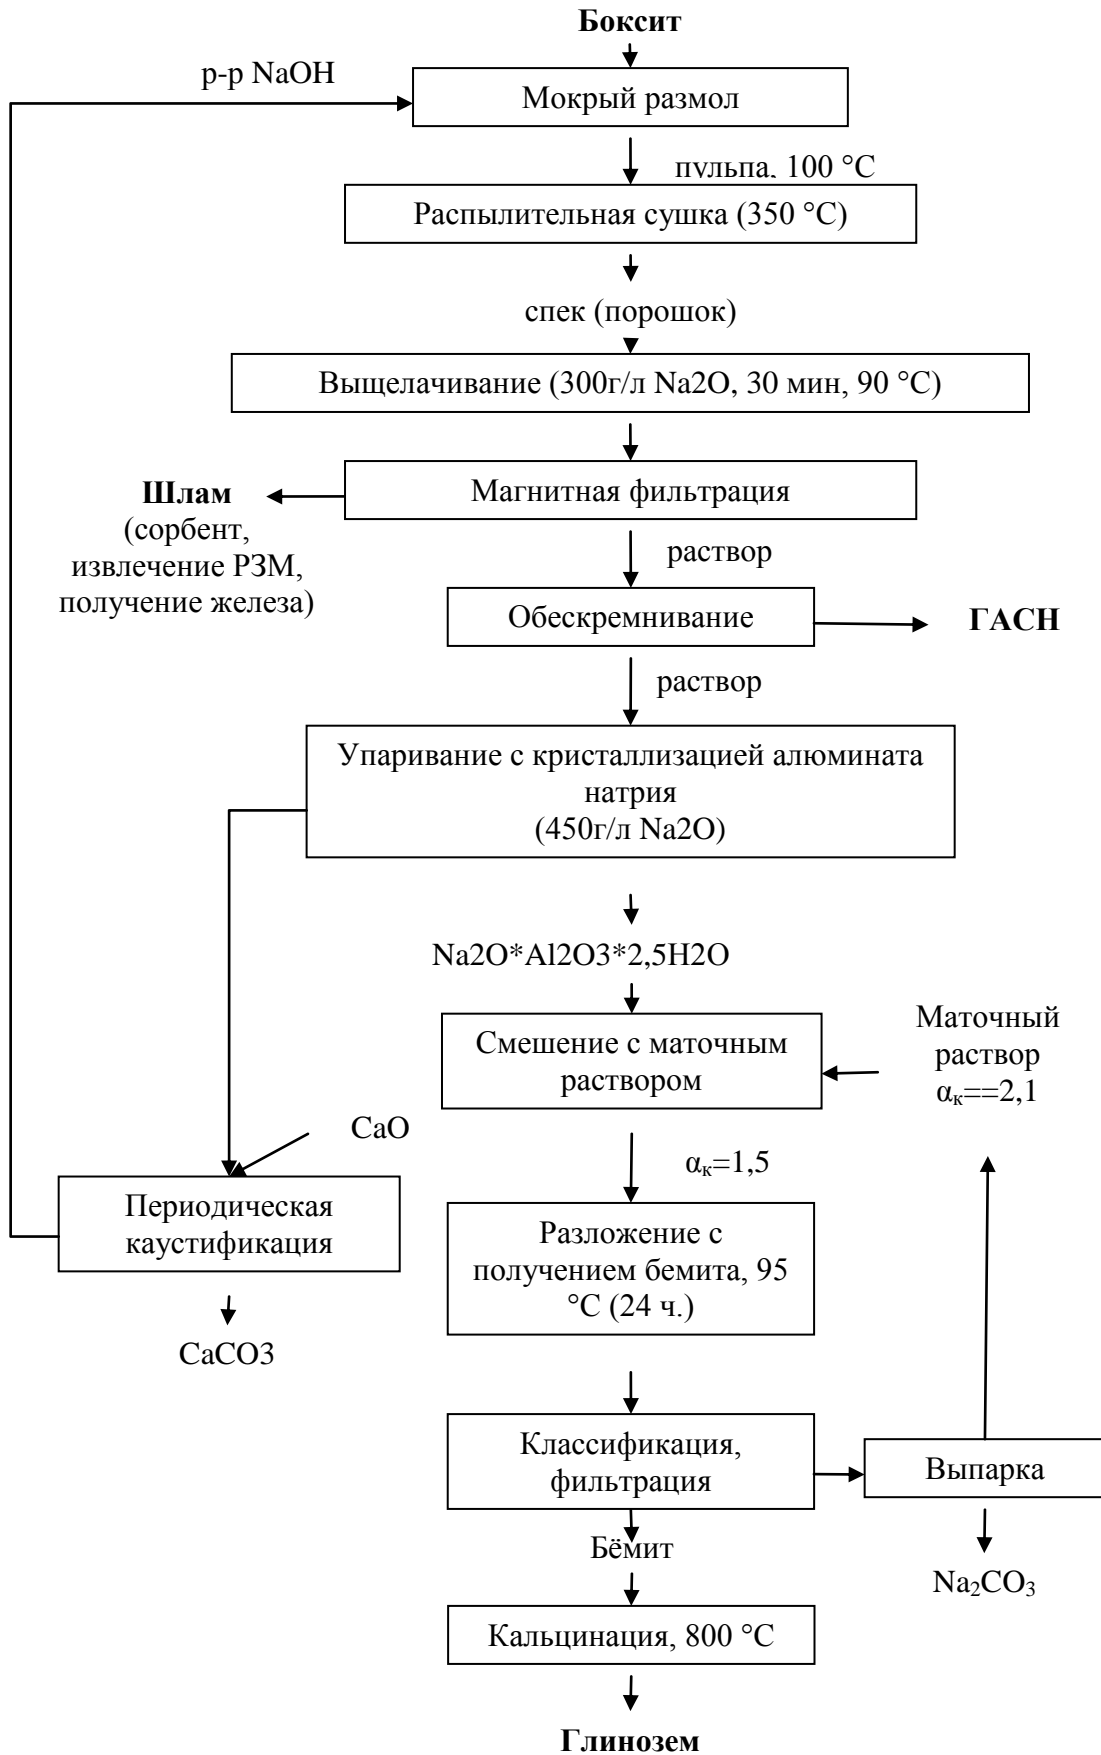 Боксит
р-р NaOH
Мокрый размол
пульпа, 100 °С
Распылительная сушка (350 °С)
спек (порошок)
Выщелачивание (300г/л Na2O, 30 мин, 90 °С)
Магнитная фильтрация
Шлам
(сорбент,
извлечение РЗМ,
получение железа)
раствор
Обескремнивание
ГАСН
раствор
Упаривание с кристаллизацией алюмината
натрия
(450г/л Na2O)
Na2O*Al2O3*2,5H2O
Смешение с маточным
раствором
Маточный
раствор
αк==2,1
CaO
αк=1,5
Периодическая
каустификация
Разложение с
получением бемита, 95
°С (24 ч.)
CaCO3
Классификация,
фильтрация
Выпарка
Бёмит
Na₂CO₃
Кальцинация, 800 °С
Глинозем